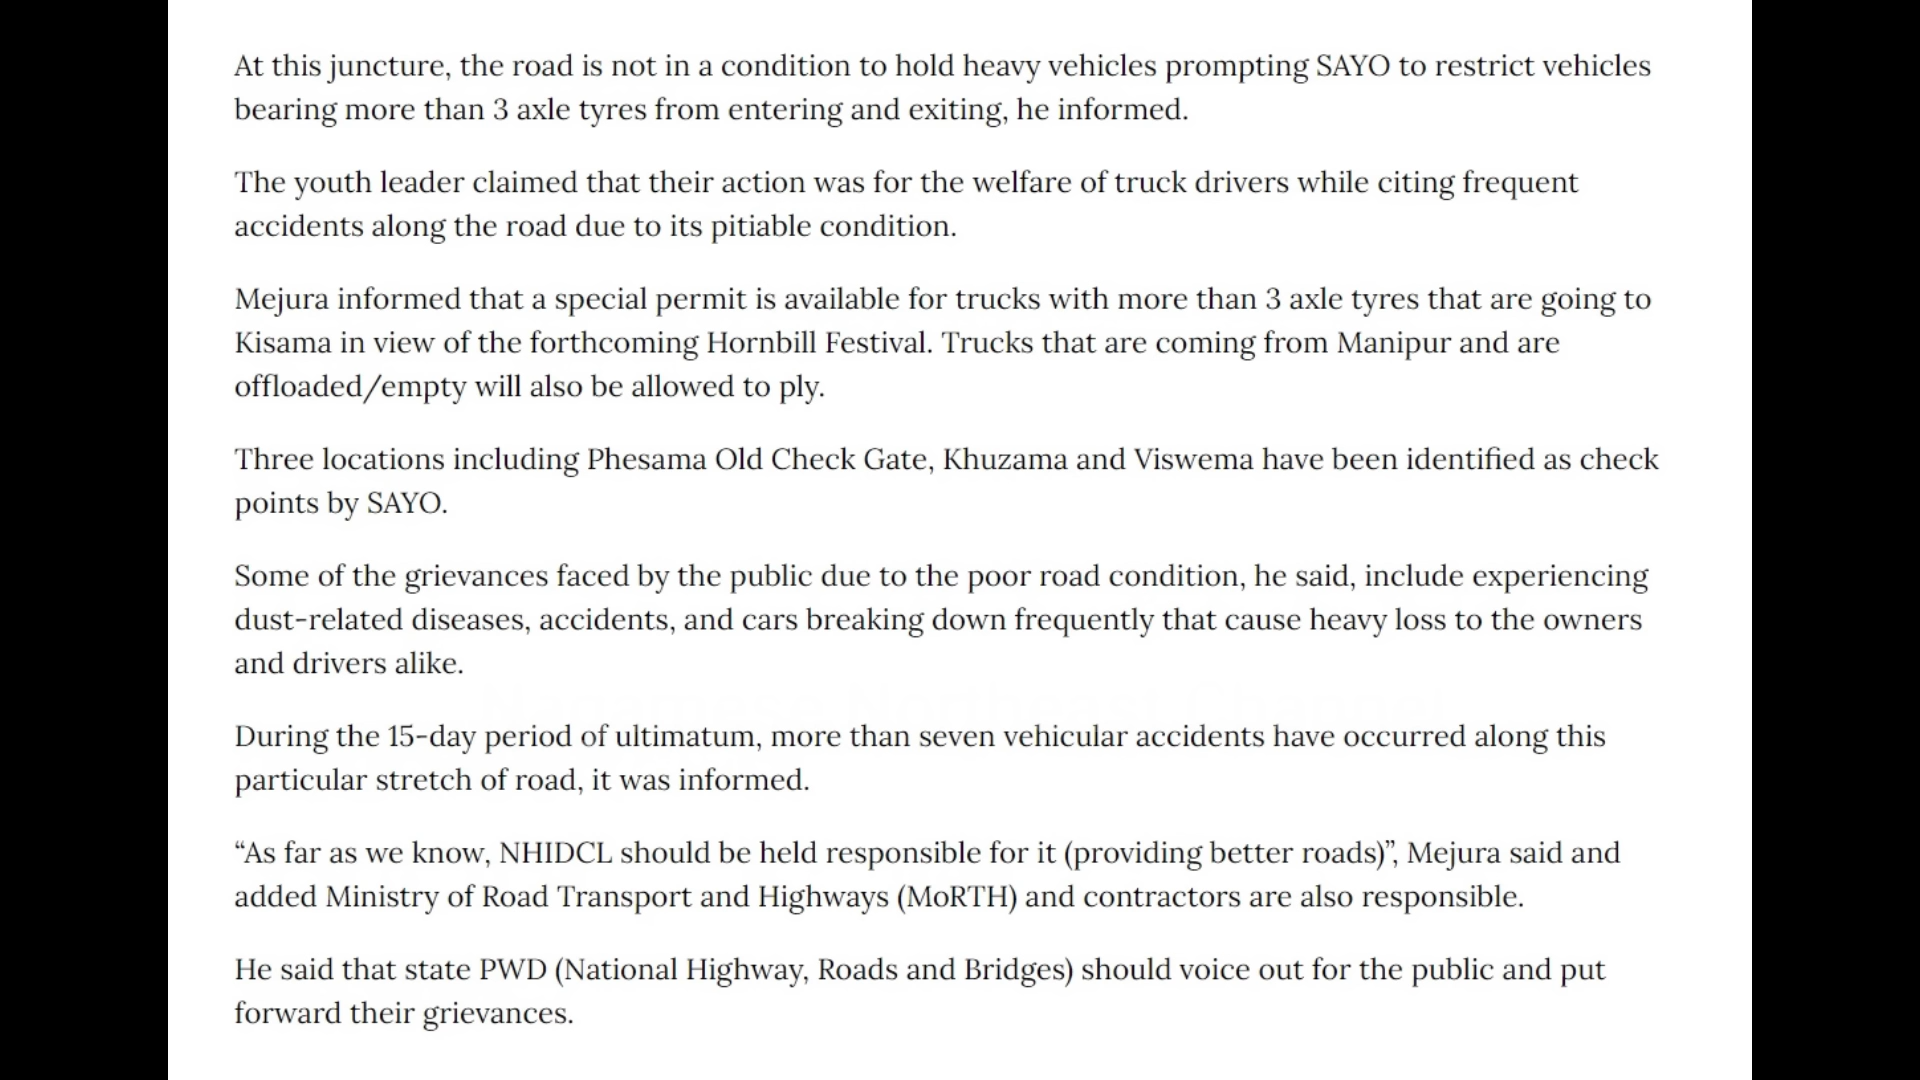 At this juncture, the road is not in a condition to hold heavy vehicles prompting SAYO to restrict vehicles
bearing more than 3 axle tyres from entering and exiting, he informed.
The youth leader claimed that their action was for the welfare of truck drivers while citing frequent
accidents along the road due to its pitiable condition.
Mejura informed that a special permit is available for trucks with more than 3 axle tyres that are going to
Kisama in view of the forthcoming Hornbill Festival. Trucks that are coming from Manipur and are
offloaded/empty will also be allowed to ply.
Three locations including Phesama Old Check Gate, Khuzama and Viswema have been identified as check
points by SAYO.
Some of the grievances faced by the public due to the poor road condition, he said, include experiencing
dust-related diseases, accidents, and cars breaking down frequently that cause heavy loss to the owners
and drivers alike.
During the 15-day period of ultimatum, more than seven vehicular accidents have occurred along this
particular stretch of road, it was informed.
“As far as we know, NHIDCL should be held responsible for it (providing better roads)”, Mejura said and
added Ministry of Road Transport and Highways (MoRTH) and contractors are also responsible.
He said that state PWD (National Highway, Roads and Bridges) should voice out for the public and put
forward their grievances.